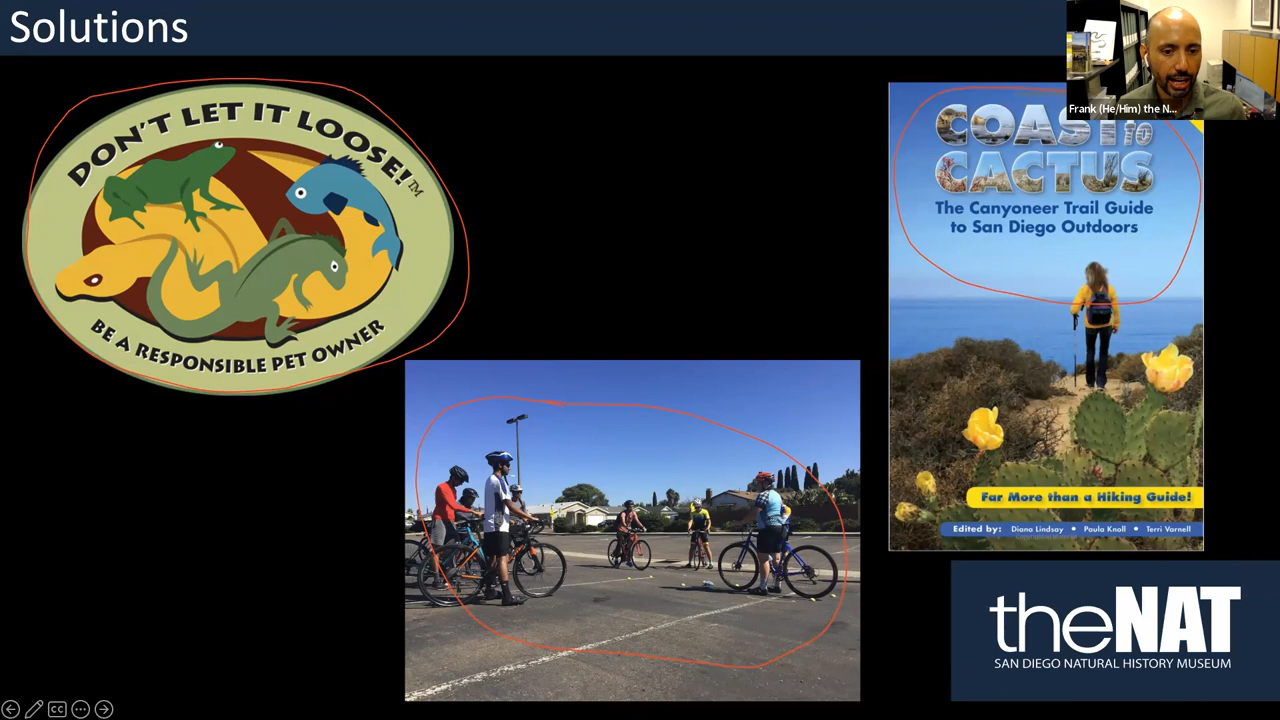 Solutions
DON'T LET IT LOOSE!™
BE A RESPONSIBLE PET OWNER
Frank (He/Him) the N...
COAST to
CACTUS
The Canyoneer Trail Guide
to San Diego Outdoors
Far More than a Hiking Guide!
Edited by: Diana Lindsay • Paula Knoll • Terri Varnell
theNAT
SAN DIEGO NATURAL HISTORY MUSEUM
CC